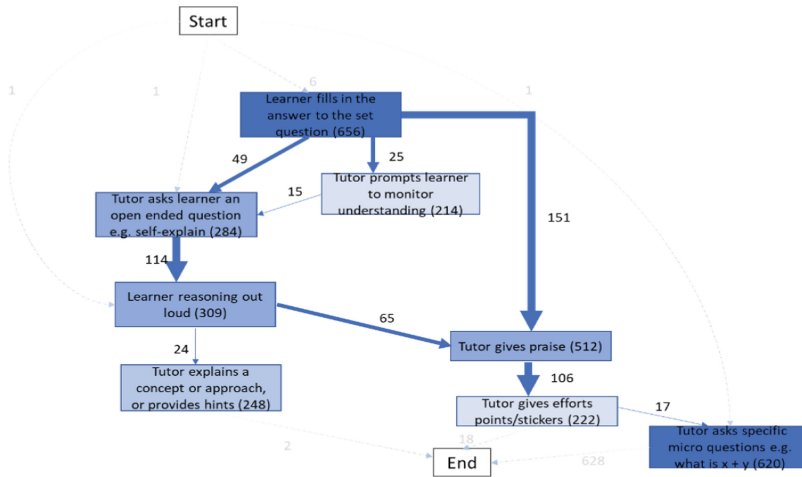 Start
1
1
6
1
Learner fills in the
answer to the set
question (656)
49
25
Tutor asks learner an
open ended question
e.g. self-explain (284)
15
Tutor prompts learner
to monitor
understanding (214)
151
114
Learner reasoning out
loud (309)
65
Tutor gives praise (512)
24
Tutor explains a
concept or approach,
or provides hints (248)
106
Tutor gives efforts
points/stickers (222)
17
Tutor asks specific
micro questions e.g.
what is x + y (620)
2
18
628
End